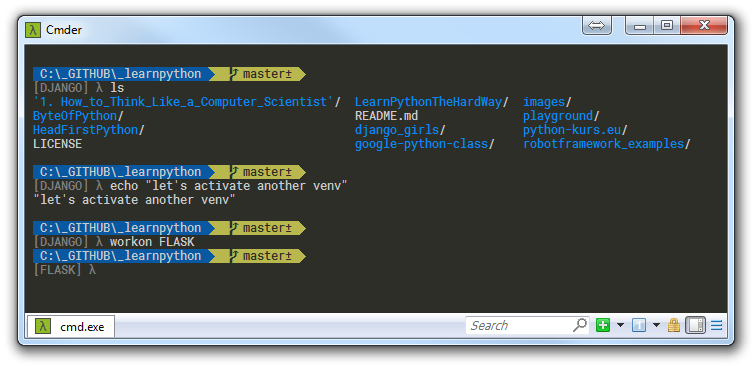 Cmder
C:\_GITHUB\_learnpython master±
[DJANGO] λ ls
'1. How_to_Think_Like_a_Computer_Scientist'/ LearnPythonTheHardWay/ images/
ByteOfPython/ README.md playground/
HeadFirstPython/ django_girls/ python-kurs.eu/
LICENSE google-python-class/ robotframework_examples/
C:\_GITHUB\_learnpython master±
[DJANGO] λ echo "let's activate another venv"
"let's activate another venv"
C:\_GITHUB\_learnpython master±
[DJANGO] λ workon FLASK
C:\_GITHUB\_learnpython master±
[FLASK] λ
λ cmd.exe Search